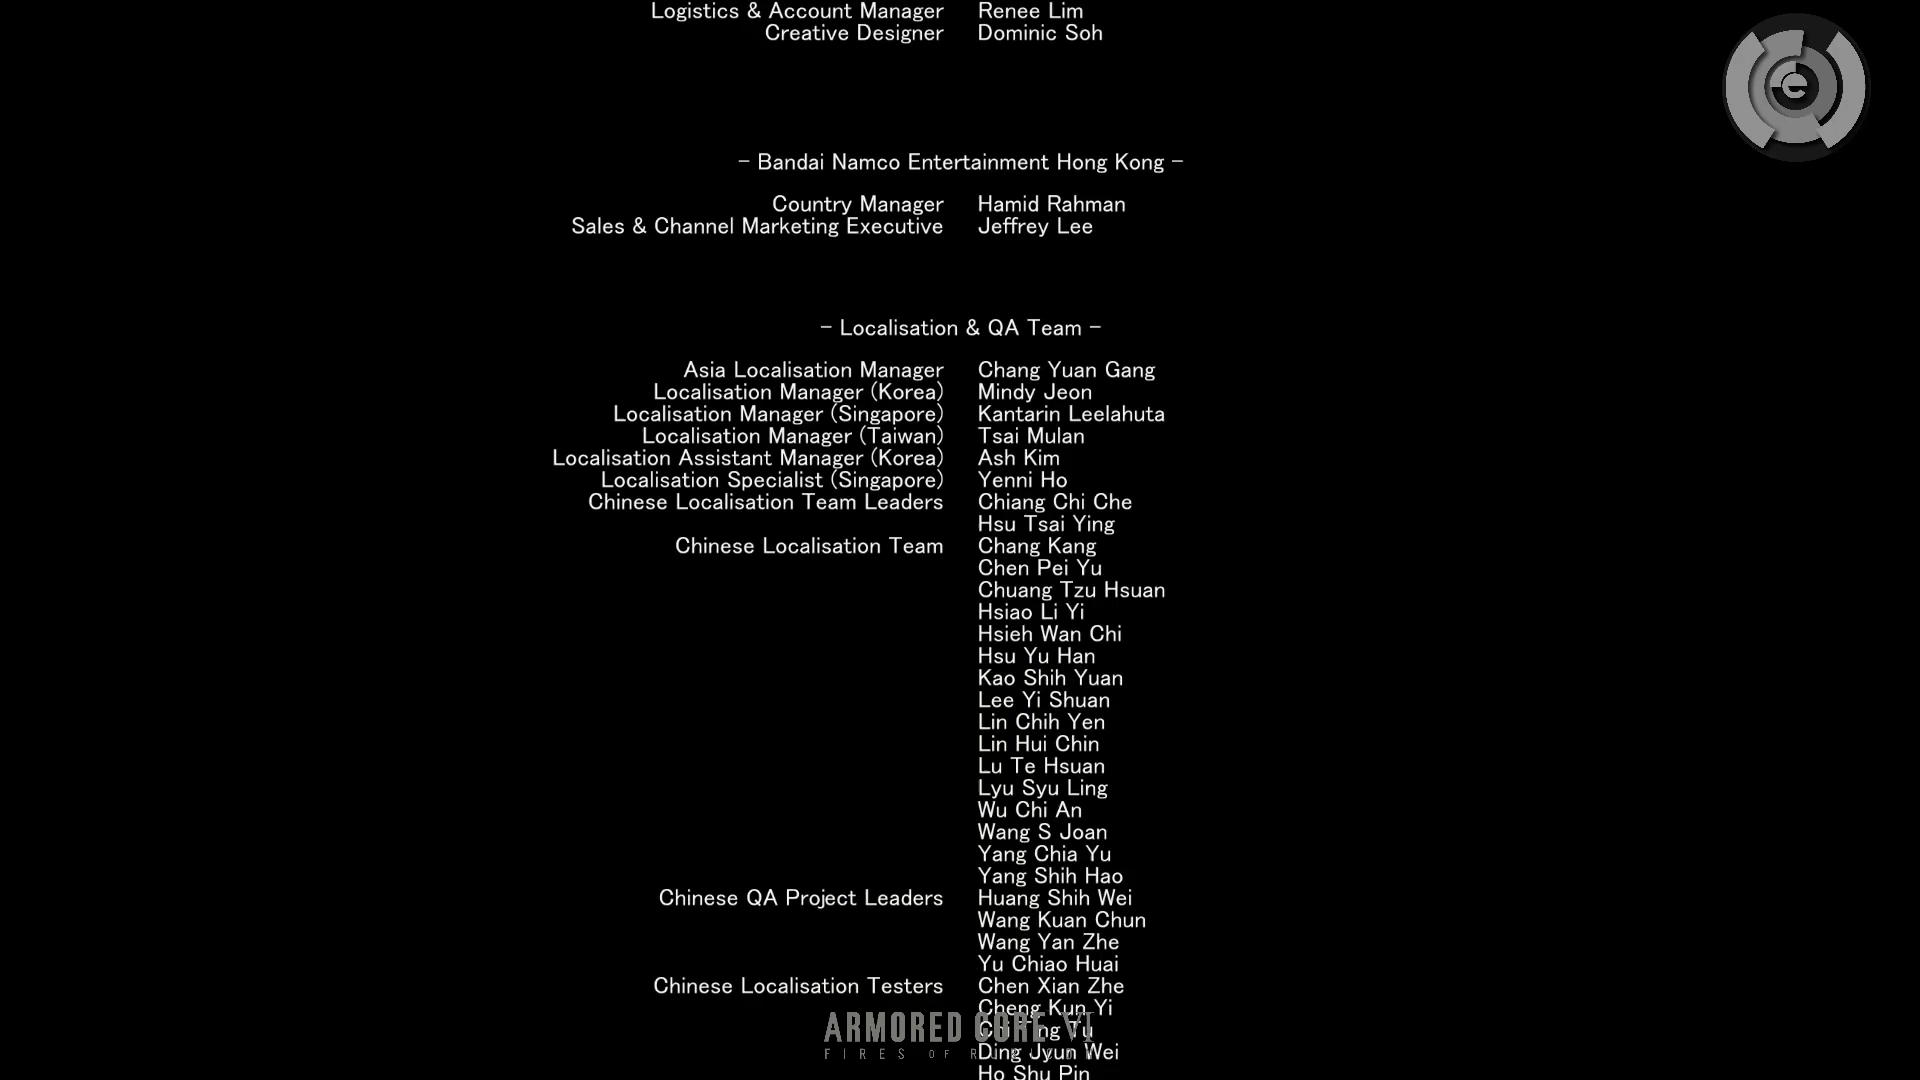 Logistics & Account Manager Renee Lim
Creative Designer Dominic Soh
e
- Bandai Namco Entertainment Hong Kong -
Country Manager Hamid Rahman
Sales & Channel Marketing Executive Jeffrey Lee
- Localisation & QA Team -
Asia Localisation Manager Chang Yuan Gang
Localisation Manager (Korea) Mindy Jeon
Localisation Manager (Singapore) Kantarin Leelahuta
Localisation Manager (Taiwan) Tsai Mulan
Localisation Assistant Manager (Korea) Ash Kim
Localisation Specialist (Singapore) Yenni Ho
Chinese Localisation Team Leaders Chiang Chi Che
Hsu Tsai Ying
Chinese Localisation Team Chang Kang
Chen Pei Yu
Chuang Tzu Hsuan
Hsiao Li Yi
Hsieh Wan Chi
Hsu Yu Han
Kao Shih Yuan
Lee Yi Shuan
Lin Chih Yen
Lin Hui Chin
Lu Te Hsuan
Lyu Syu Ling
Wu Chi An
Wang S Joan
Yang Chia Yu
Yang Shih Hao
Chinese QA Project Leaders Huang Shih Wei
Wang Kuan Chun
Wang Yan Zhe
Yu Chiao Huai
Chinese Localisation Testers Chen Xian Zhe
Cheng Kun Yi
ARMORED CORE VI
FIRES OF
Ding Jyun Wei
Ho Shu Pin